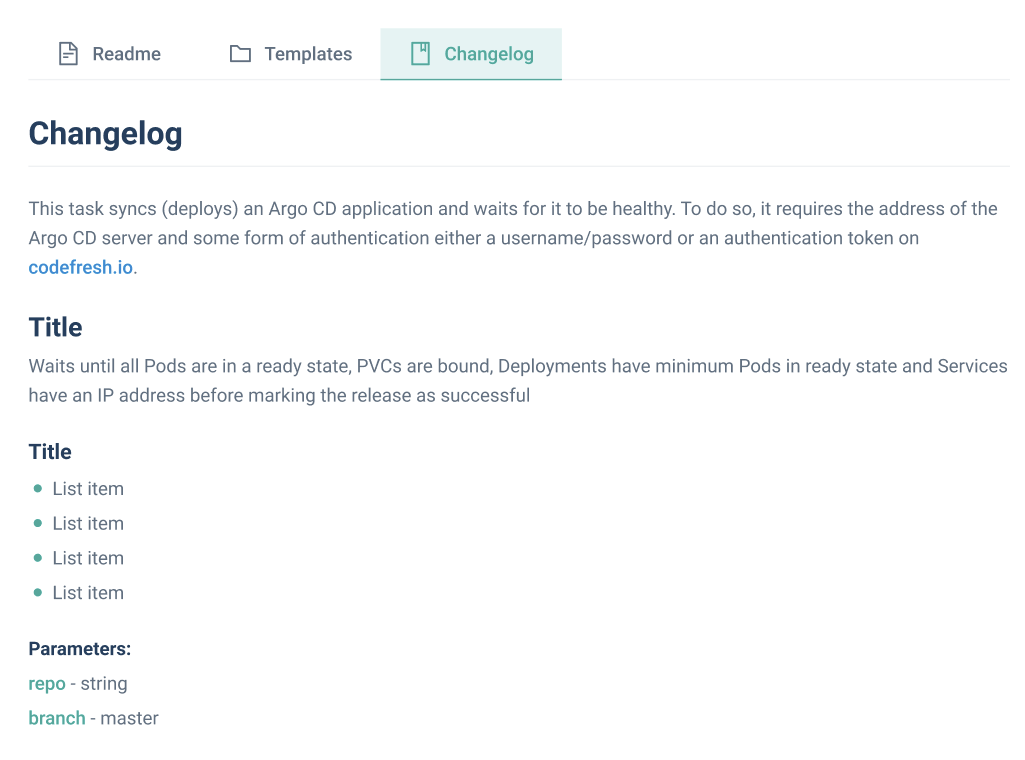 Readme Templates Changelog
Changelog
This task syncs (deploys) an Argo CD application and waits for it to be healthy. To do so, it requires the address of the
Argo CD server and some form of authentication either a username/password or an authentication token on
codefresh.io.
Title
Waits until all Pods are in a ready state, PVCs are bound, Deployments have minimum Pods in ready state and Services
have an IP address before marking the release as successful
Title
List item
List item
List item
List item
Parameters:
repo - string
branch - master